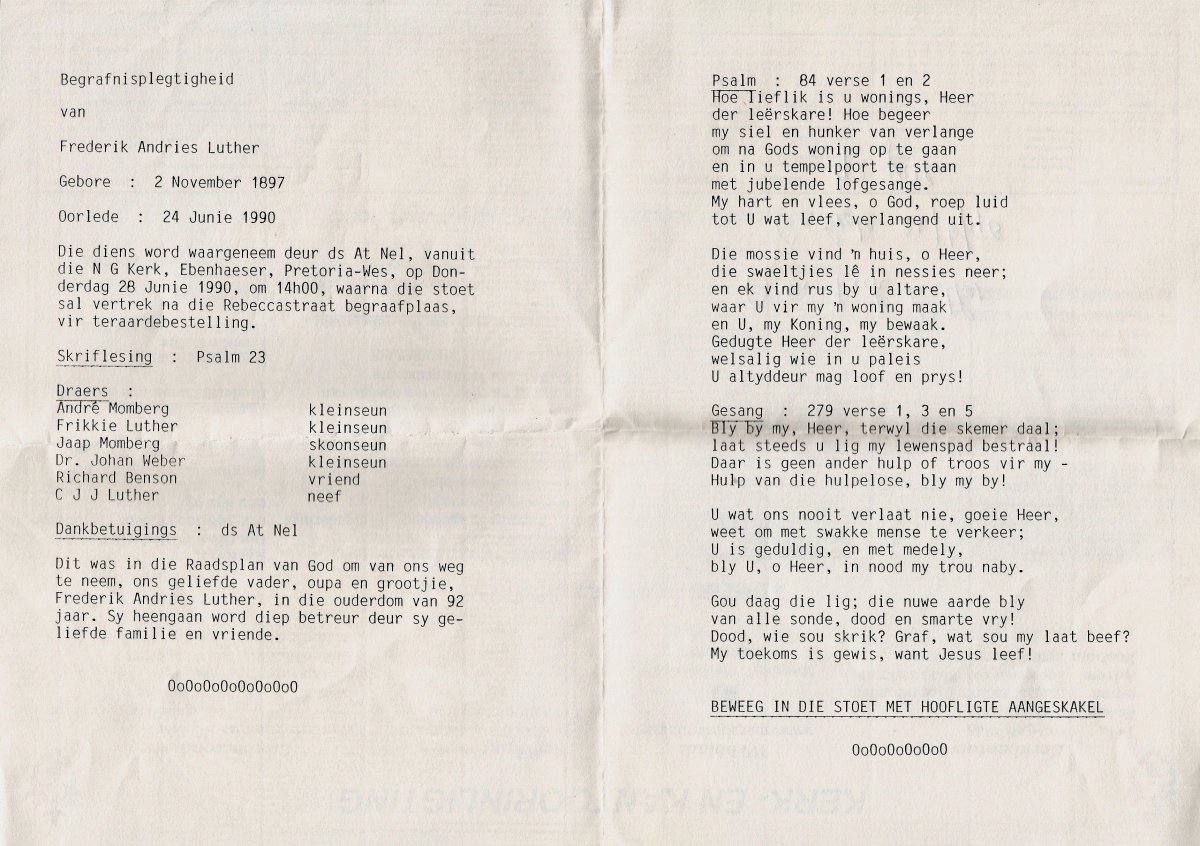 Begrafnisplegtigheid
van
Frederik Andries Luther
Gebore : 2 November 1897
Oorlede : 24 Junie 1990
Die diens word waargeneem deur ds At Nel, vanuit
die N G Kerk, Ebenhaeser, Pretoria-Wes, op Don-
derdag 28 Junie 1990, om 14h00, waarna die stoet
sal vertrek na die Rebeccastraat begraafplaas,
vir teraardebestelling.
Skriflesing : Psalm 23
Draers :
André Momberg kleinseun
Frikkie Luther kleinseun
Jaap Momberg skoonseun
Dr. Johan Weber kleinseun
Richard Benson vriend
C J J Luther neef
Dankbetuigings : ds At Nel
Dit was in die Raadsplan van God om van ons weg
te neem, ons geliefde vader, oupa en grootjie,
Frederik Andries Luther, in die ouderdom van 92
jaar. Sy heengaan word diep betreur deur sy ge-
liefde familie en vriende.
OoOoOoOoOoOoOoO
Psalm : 84 verse 1 en 2
Hoe lieflik is u wonings, Heer
der leërskare! Hoe begeer
my siel en hunker van verlange
om na Gods woning op te gaan
en in u tempelpoort te staan
met jubelende lofgesange.
My hart en vlees, o God, roep luid
tot U wat leef, verlangend uit.
Die mossie vind 'n huis, o Heer,
die swaeltjies lê in nessies neer;
en ek vind rus by u altare,
waar U vir my 'n woning maak
en U, my Koning, my bewaak.
Gedugte Heer der leërskare,
welsalig wie in u paleis
U altyddeur mag loof en prys!
Gesang : 279 verse 1, 3 en 5
Bly by my, Heer, terwyl die skemer daal;
laat steeds u lig my lewenspad bestraal!
Daar is geen ander hulp of troos vir my -
Hulp van die hulpelose, bly my by!
U wat ons nooit verlaat nie, goeie Heer,
weet om met swakke mense te verkeer;
U is geduldig, en met medely,
bly U, o Heer, in nood my trou naby.
Gou daag die lig; die nuwe aarde bly
van alle sonde, dood en smarte vry!
Dood, wie sou skrik? Graf, wat sou my laat beef?
My toekoms is gewis, want Jesus leef!
BEWEEG IN DIE STOET MET HOOFLIGTE AANGESKAKEL
OoOoOoOoOoO